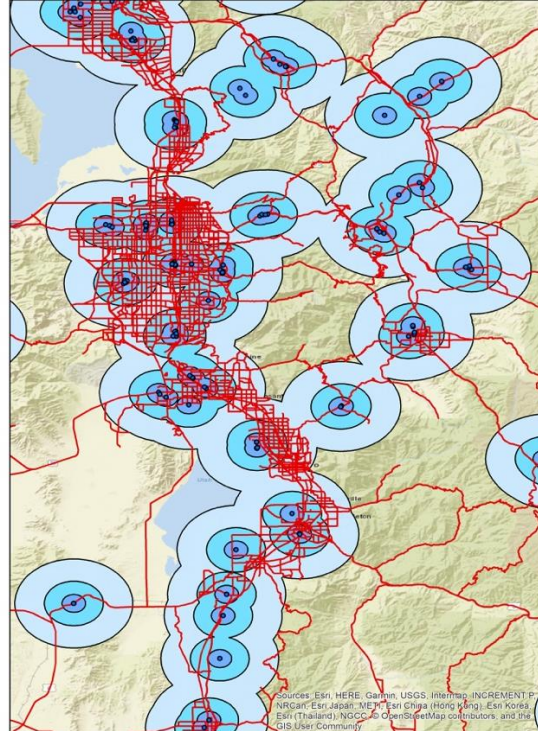 Sources: Esri, HERE, Garmin, USGS, Intermap, INCREMENT P,
NRCan, Esri Japan, METI, Esri China (Hong Kong), Esri Korea,
Esri (Thailand), NGCC, © OpenStreetMap contributors, and the
GIS User Community